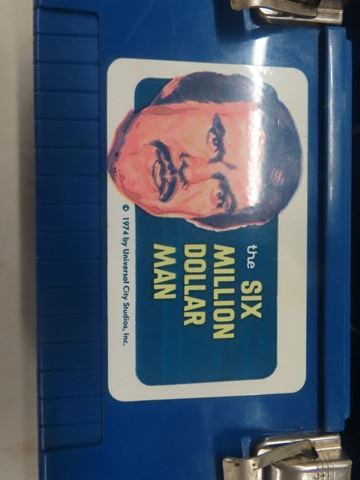 the SIX
MILLION
DOLLAR
MAN
© 1974 by Universal City Studios, Inc.